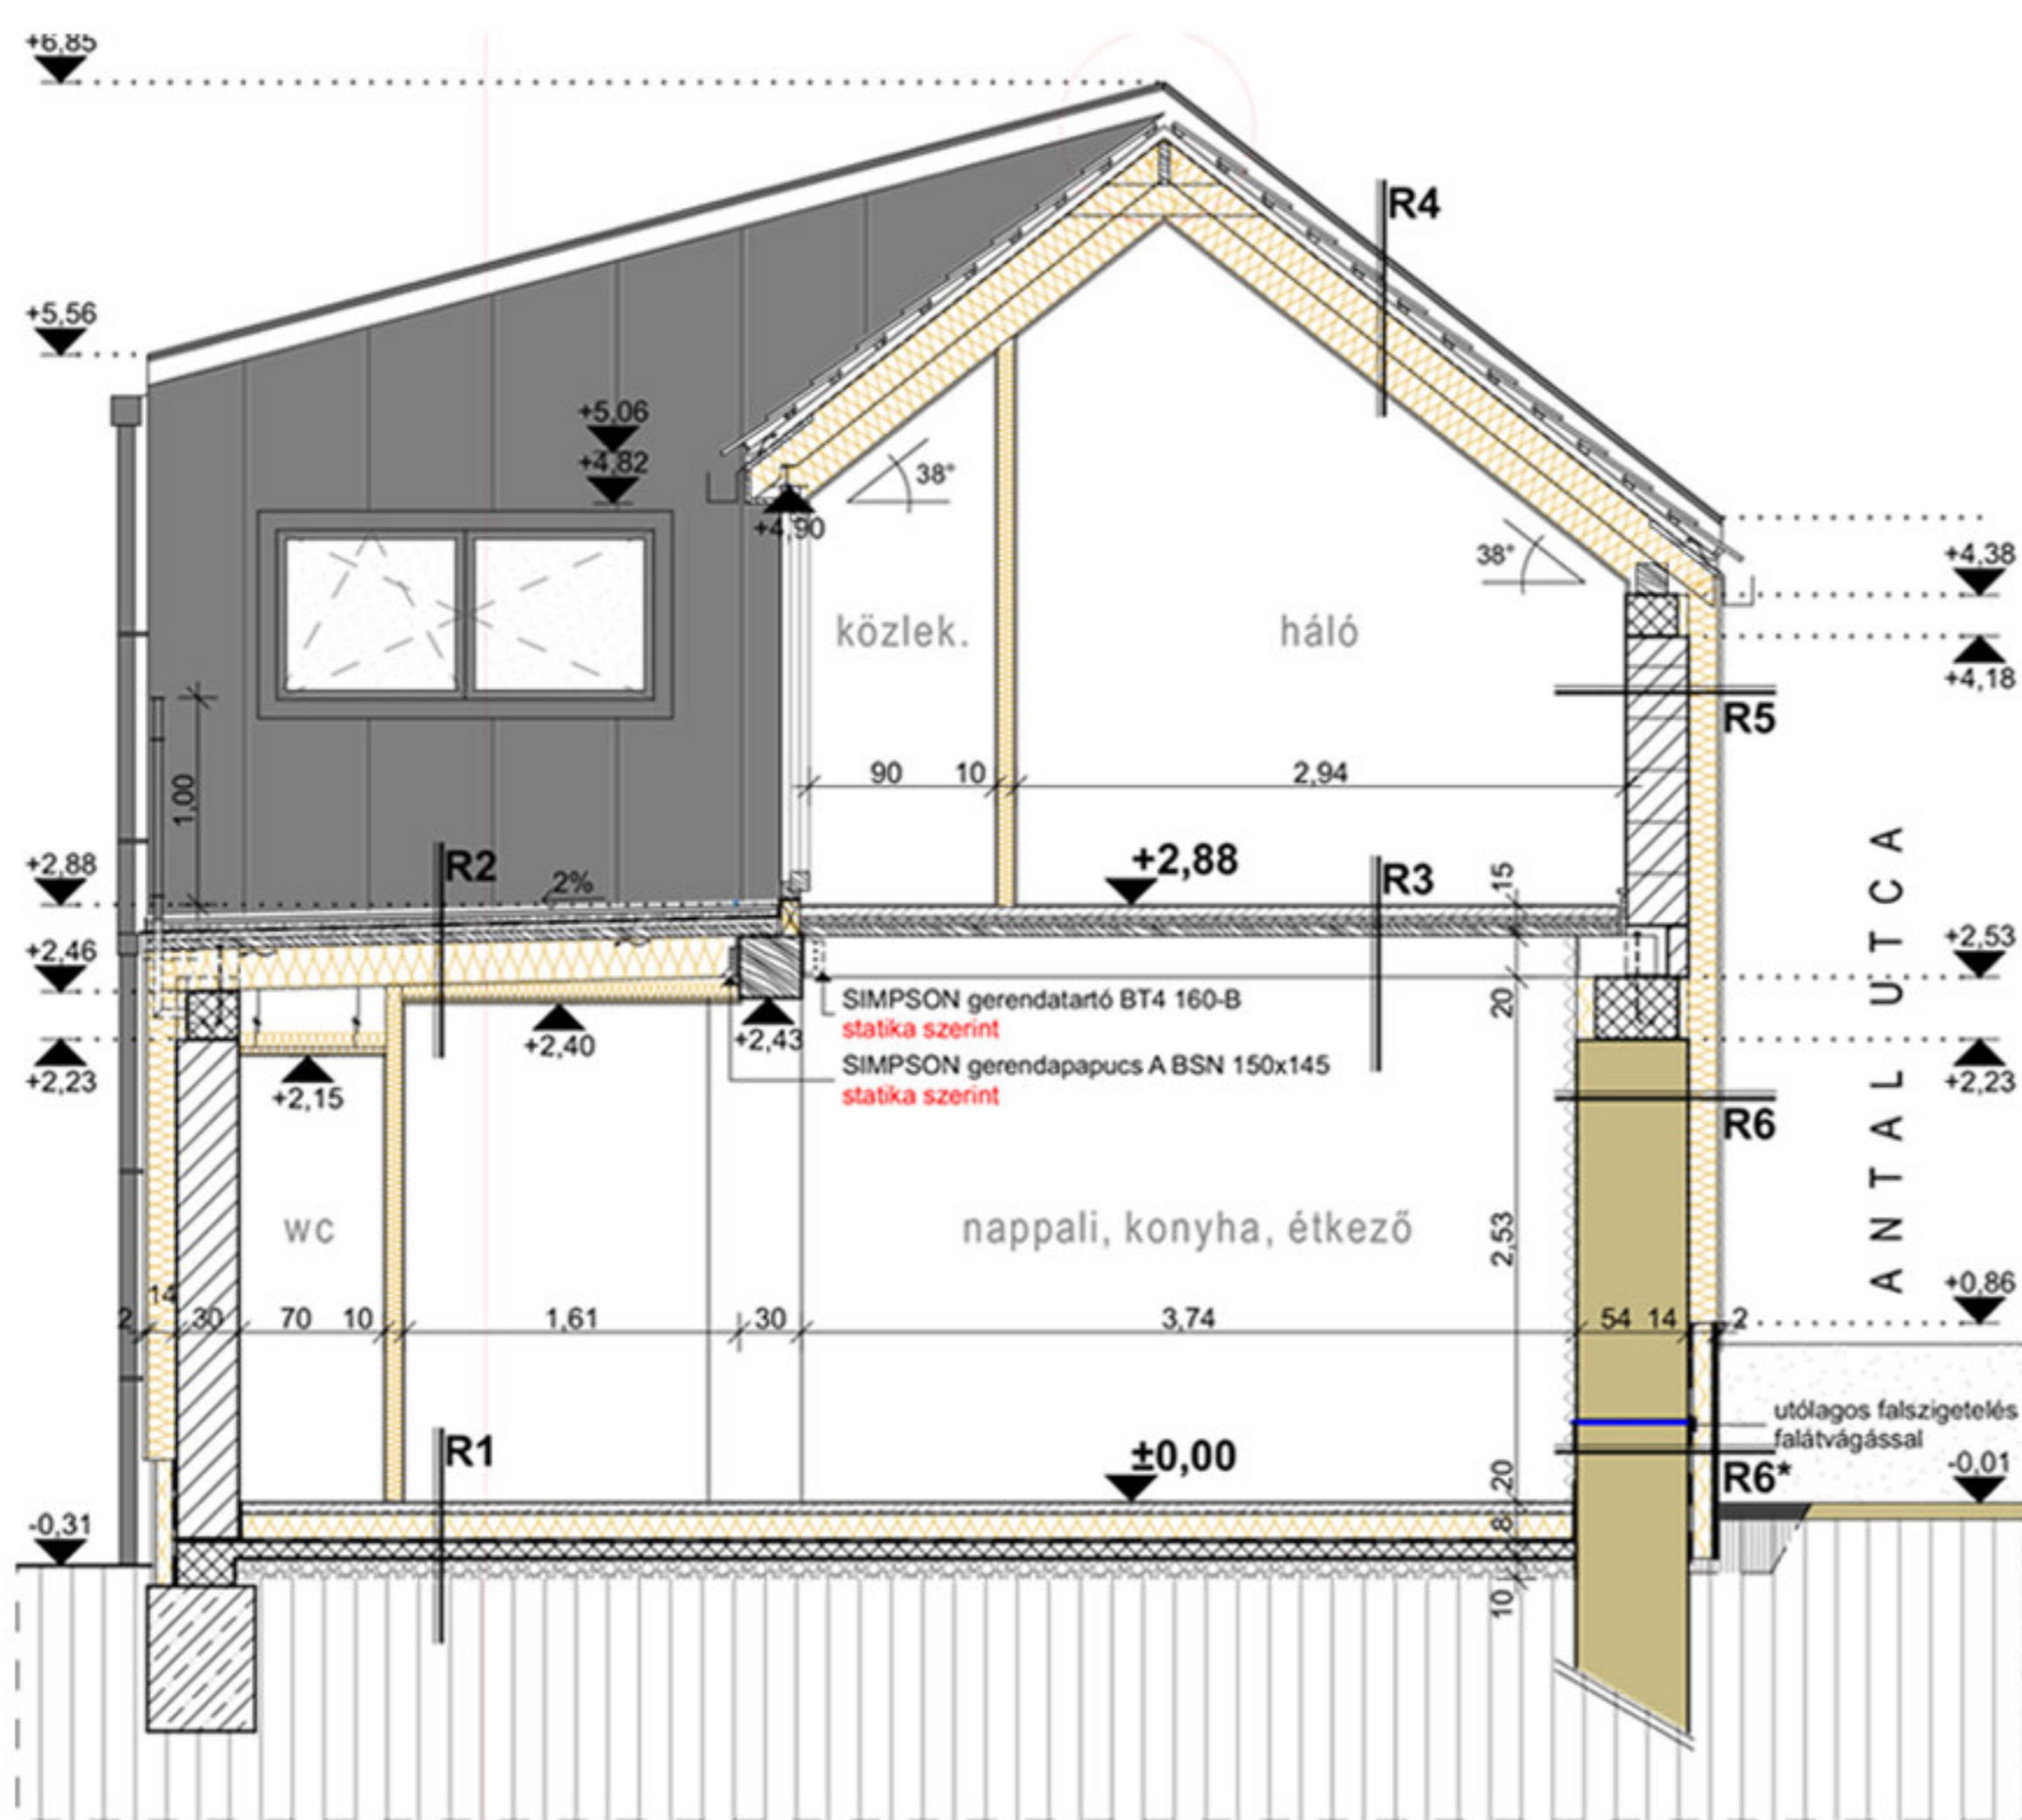 +6,85
R4
+5,56
+5,06
+4,82
38°
+4,90
38°
+4,38
közlek.
háló
+4,18
R5
90
10
2,94
1,00
+2,88
R2
2%
+2,88
R3
15
+2,46
+2,53
SIMPSON gerendatartó BT4 160-B
statika szerint
20
+2,40
+2,43
SIMPSON gerendapapucs A BSN 150x145
statika szerint
+2,23
+2,15
+2,23
R6
ANTAL UTCA
wc
nappali, konyha, étkező
2,53
+0,86
2
14
30
70
10
1,61
30
3,74
54
14
2
utólagos falszigetelés
falátvágással
R1
±0,00
R6*
-0,01
20
-0,31
8
10